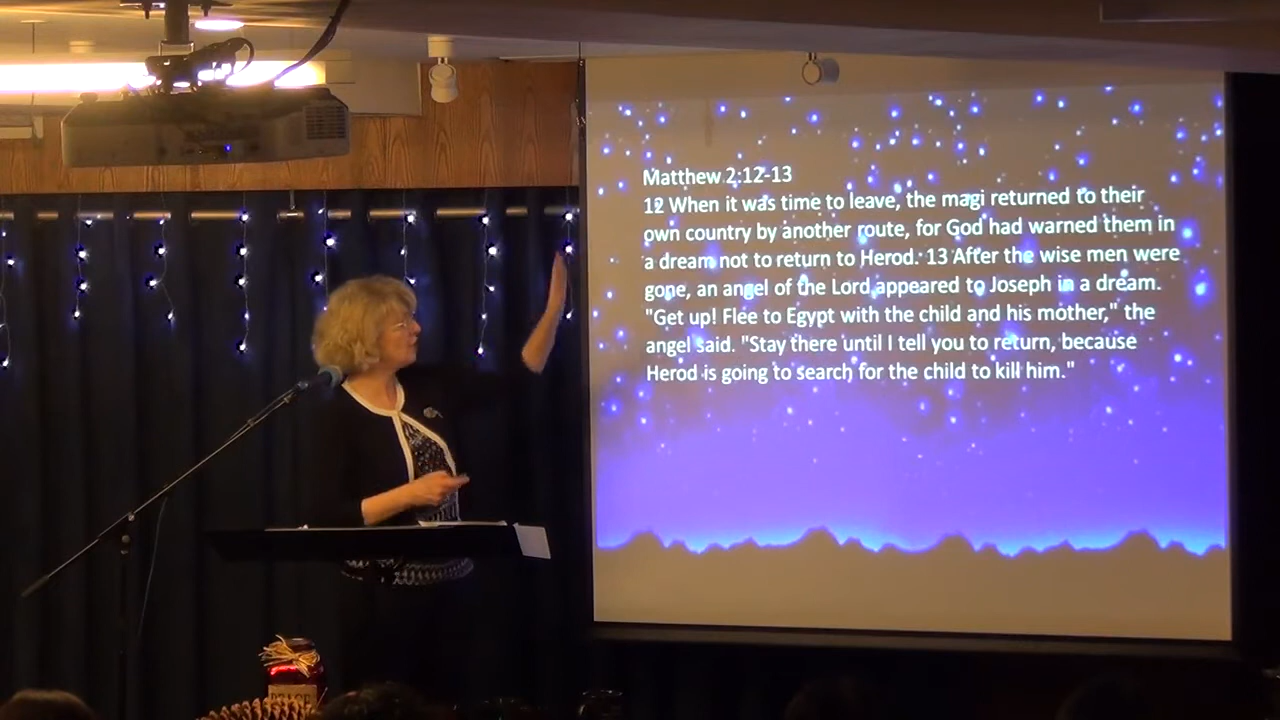 Matthew 2:12-13
12 When it was time to leave, the magi returned to their
own country by another route, for God had warned them in
a dream not to return to Herod. 13 After the wise men were
gone, an angel of the Lord appeared to Joseph in a dream.
"Get up! Flee to Egypt with the child and his mother," the
angel said. "Stay there until I tell you to return, because
Herod is going to search for the child to kill him."
PEACE